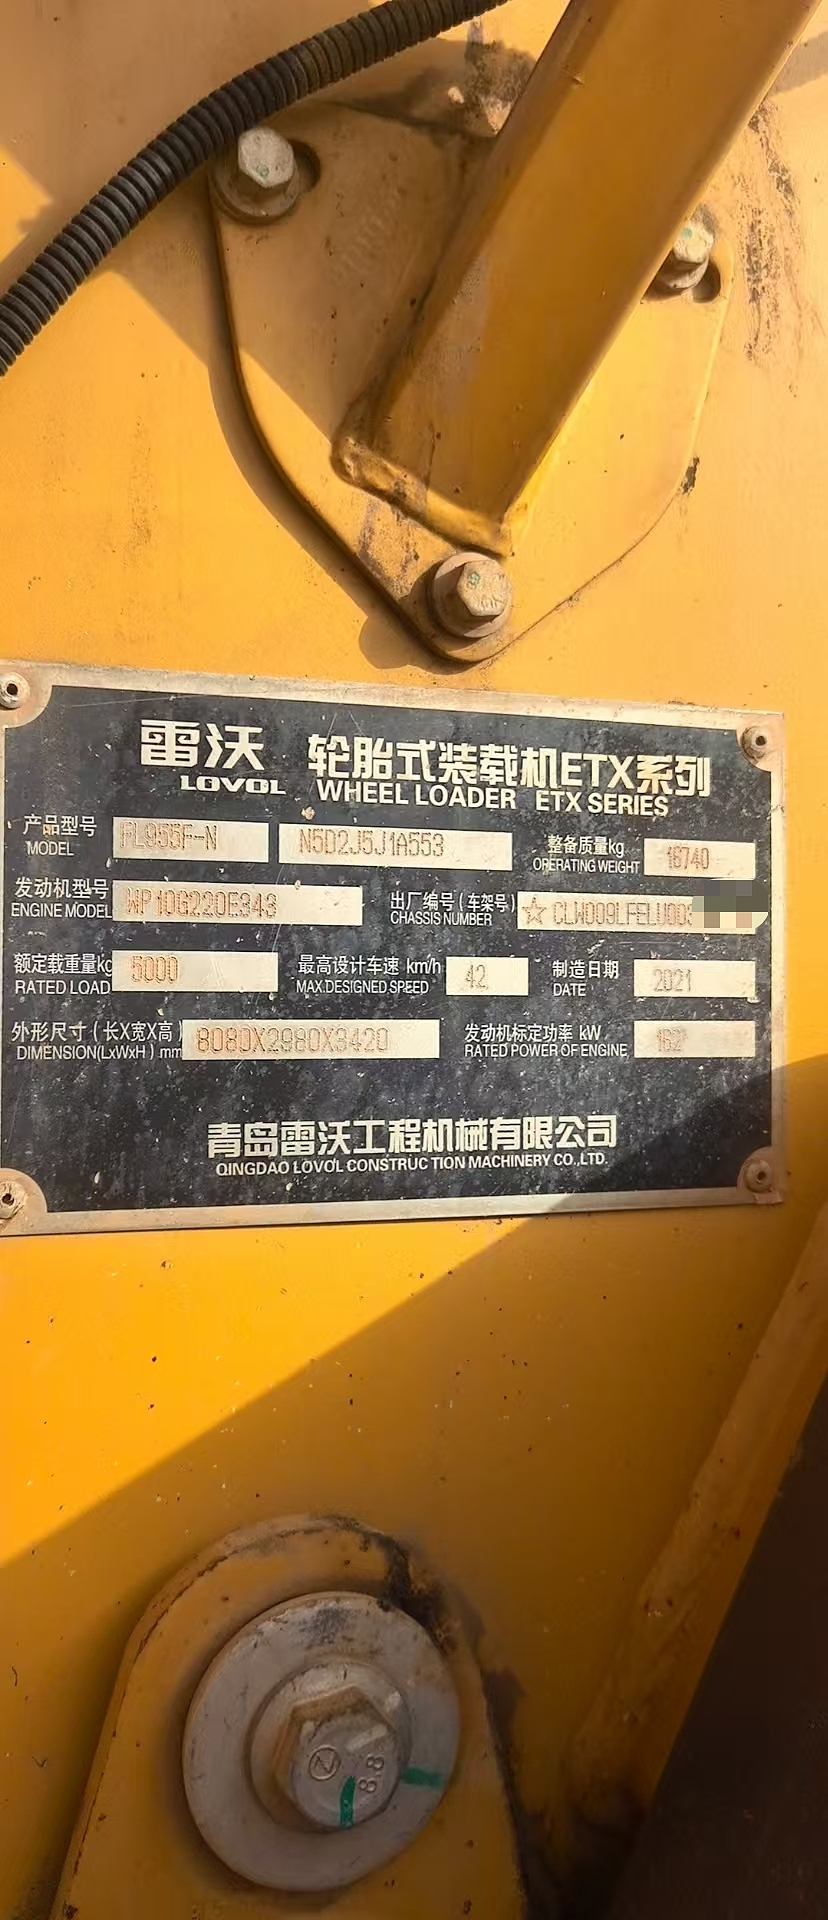 雷沃 轮胎式装载机ETX系列
LOVOL WHEEL LOADER ETX SERIES
产品型号 FL955F-N N5D2J5J1A553 整备质量kg 16740
MODEL OPERATING WEIGHT
发动机型号 WP10G220E343 出厂编号(车架号) ☆CLW009LFELU003
ENGINE MODEL CHASSIS NUMBER
额定载重量kg 5000 最高设计车速 km/h 42 制造日期 2021
RATED LOAD MAX.DESIGNED SPEED DATE
外形尺寸(长X宽X高) 8080X2980X3420 发动机标定功率 kW 162
DIMENSION(LxWxH) mm RATED POWER OF ENGINE
青岛雷沃工程机械有限公司
QINGDAO LOVOL CONSTRUCTION MACHINERY CO.,LTD.
8.8